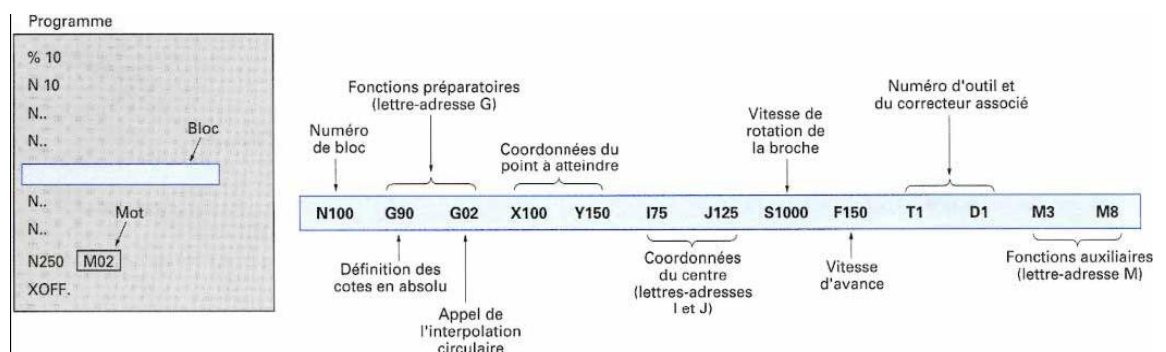 Programme
% 10
N 10
N..
N..
Bloc
N..
Mot
N..
N250 M02
XOFF.
Fonctions préparatoires
(lettre-adresse G)
Numéro d'outil et
du correcteur associé
Numéro
de bloc
Coordonnées du
point à atteindre
Vitesse de
rotation de
la broche
N100 G90 G02 X100 Y150 I75 J125 S1000 F150 T1 D1 M3 M8
Définition des
cotes en absolu
Appel de
l'interpolation
circulaire
Coordonnées
du centre
(lettres-adresses
I et J)
Vitesse
d'avance
Fonctions auxiliaires
(lettre-adresse M)